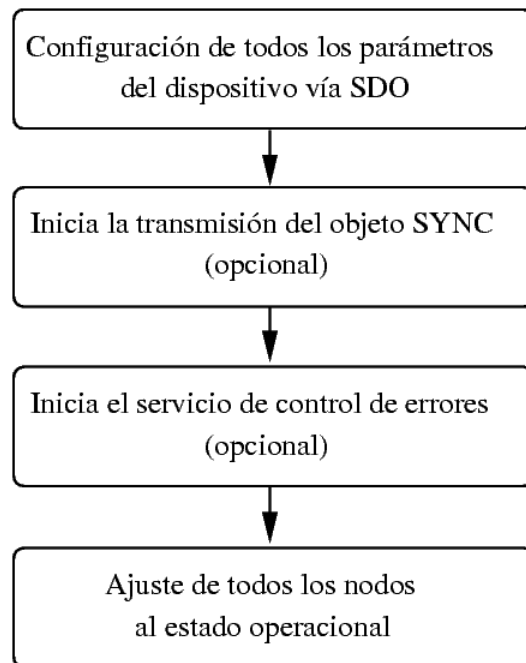 Configuración de todos los parámetros
del dispositivo vía SDO
Inicia la transmisión del objeto SYNC
(opcional)
Inicia el servicio de control de errores
(opcional)
Ajuste de todos los nodos
al estado operacional